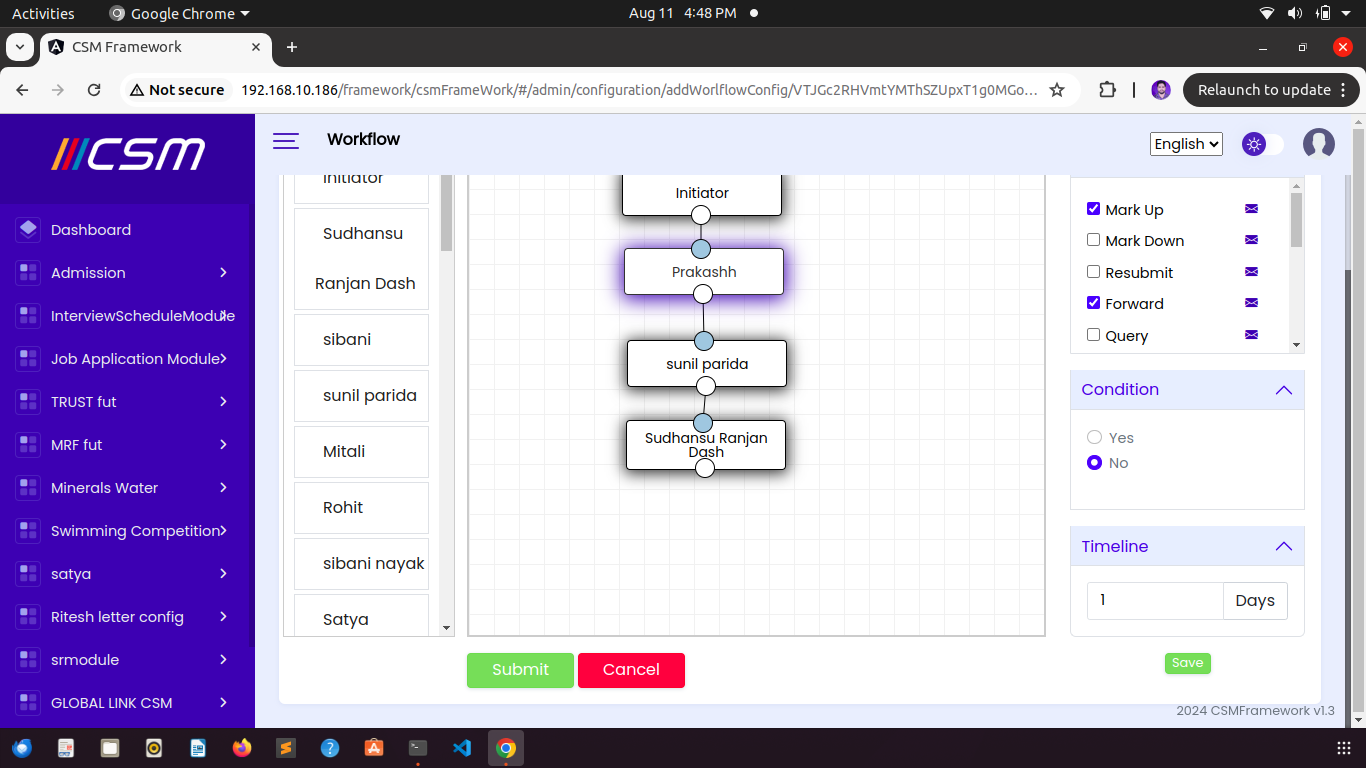 Activities
Google Chrome
Aug 11 4:48 PM
CSM Framework
Not secure
192.168.10.186/framework/csmFrameWork/#/admin/configuration/addWorlflowConfig/VTJGc2RHVmtYMThSZUpxT1g0MGo...
Relaunch to update
CSM
Workflow
English
Dashboard
Admission
InterviewScheduleModule
Job Application Module
TRUST fut
MRF fut
Minerals Water
Swimming Competition
satya
Ritesh letter config
srmodule
GLOBAL LINK CSM
Initiator
Sudhansu
Ranjan Dash
sibani
sunil parida
Mitali
Rohit
sibani nayak
Satya
Initiator
Prakashh
sunil parida
Sudhansu Ranjan
Dash
Mark Up
Mark Down
Resubmit
Forward
Query
Condition
Yes
No
Timeline
1 Days
Submit
Cancel
Save
2024 CSMFramework v1.3